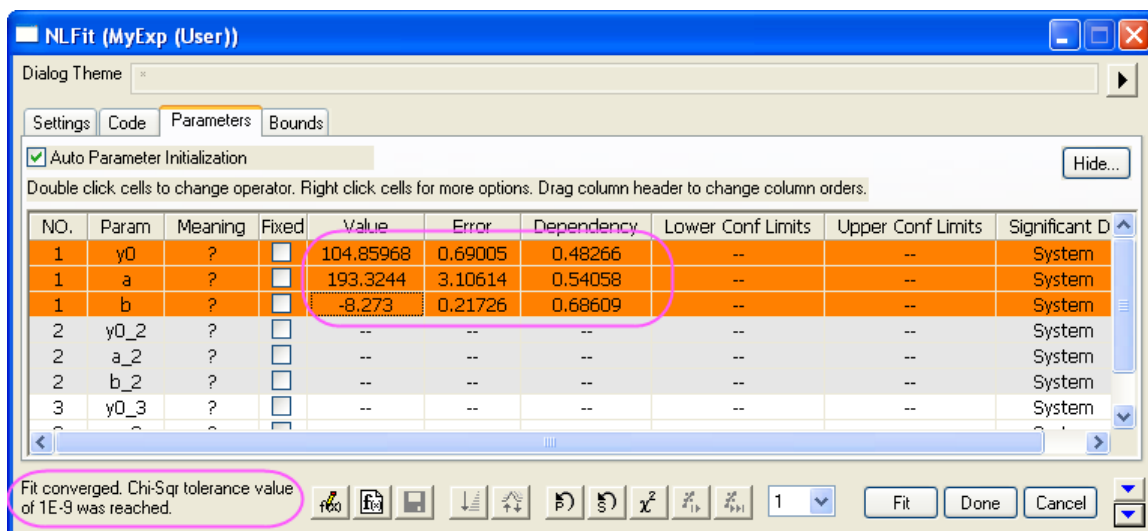 NLFit (MyExp (User))
Dialog Theme *
Settings Code Parameters Bounds
Auto Parameter Initialization
Hide...
Double click cells to change operator. Right click cells for more options. Drag column header to change column orders.
NO. Param Meaning Fixed Value Error Dependency Lower Conf Limits Upper Conf Limits Significant D
1 y0 ? 104.85968 0.69005 0.48266 -- -- System
1 a ? 193.3244 3.10614 0.54058 -- -- System
1 b ? -8.273 0.21726 0.68609 -- -- System
2 y0_2 ? -- -- -- -- -- System
2 a_2 ? -- -- -- -- -- System
2 b_2 ? -- -- -- -- -- System
3 y0_3 ? -- -- -- -- -- System
Fit converged. Chi-Sqr tolerance value
of 1E-9 was reached.
1 Fit Done Cancel